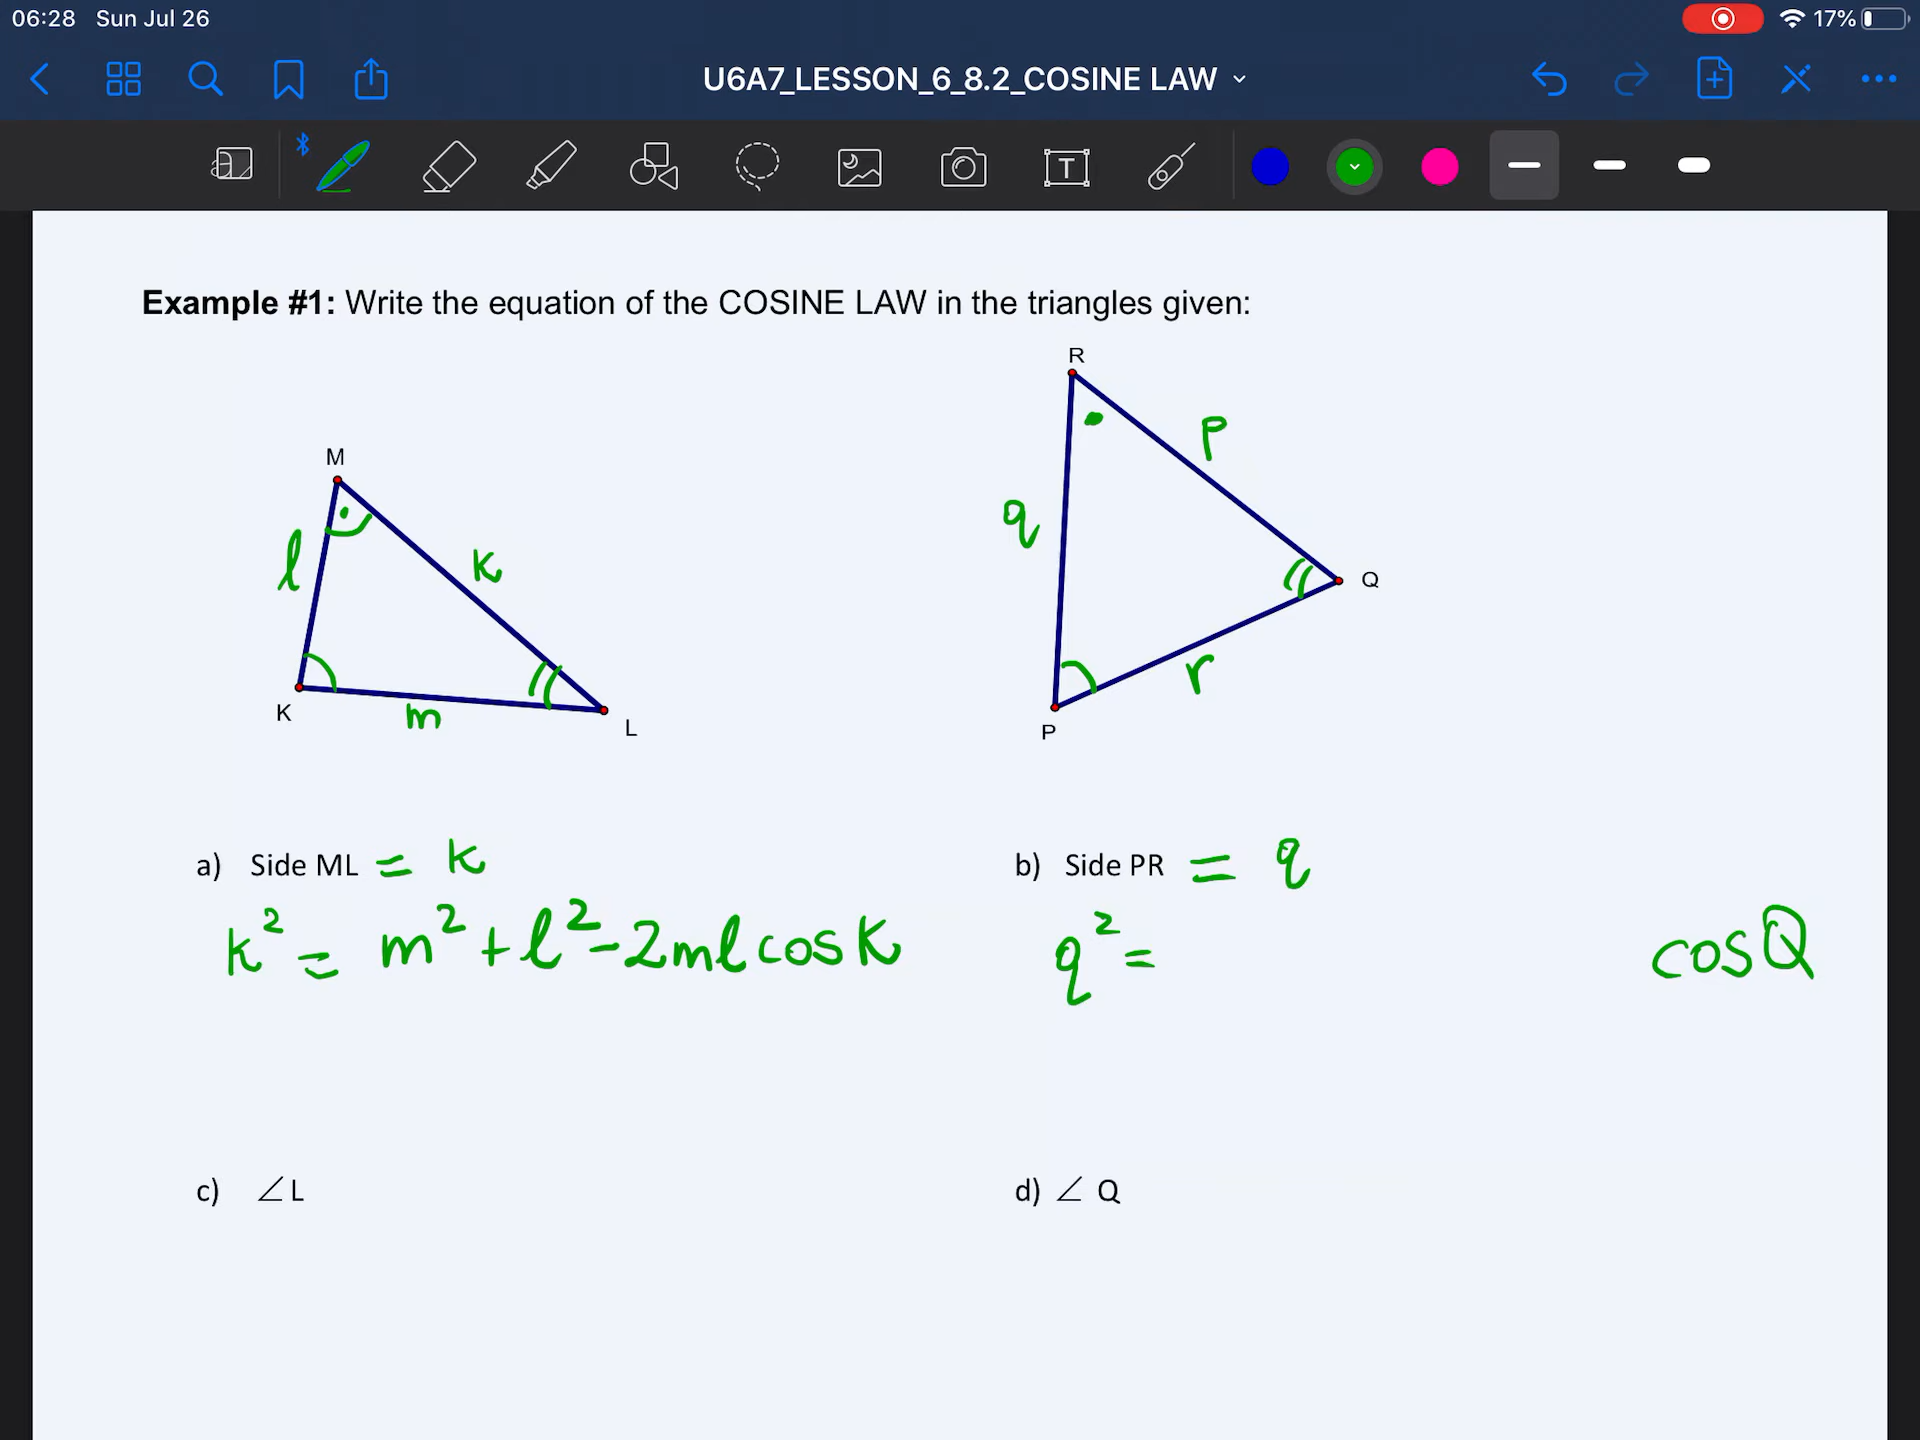 06:28 Sun Jul 26
17%
U6A7_LESSON_6_8.2_COSINE LAW
Example #1: Write the equation of the COSINE LAW in the triangles given:
R
p
M
q
l
k
Q
r
K
m
L
P
a) Side ML = k
b) Side PR = q
k² = m² + l² - 2ml cos K
q² = cos Q
c) ∠L
d) ∠ Q